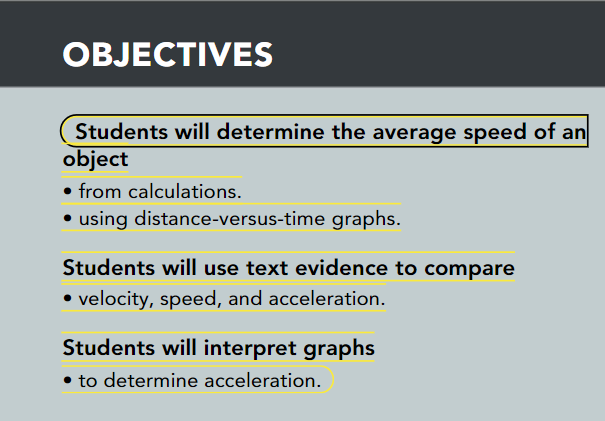 OBJECTIVES
Students will determine the average speed of an
object
• from calculations.
• using distance-versus-time graphs.
Students will use text evidence to compare
• velocity, speed, and acceleration.
Students will interpret graphs
• to determine acceleration.